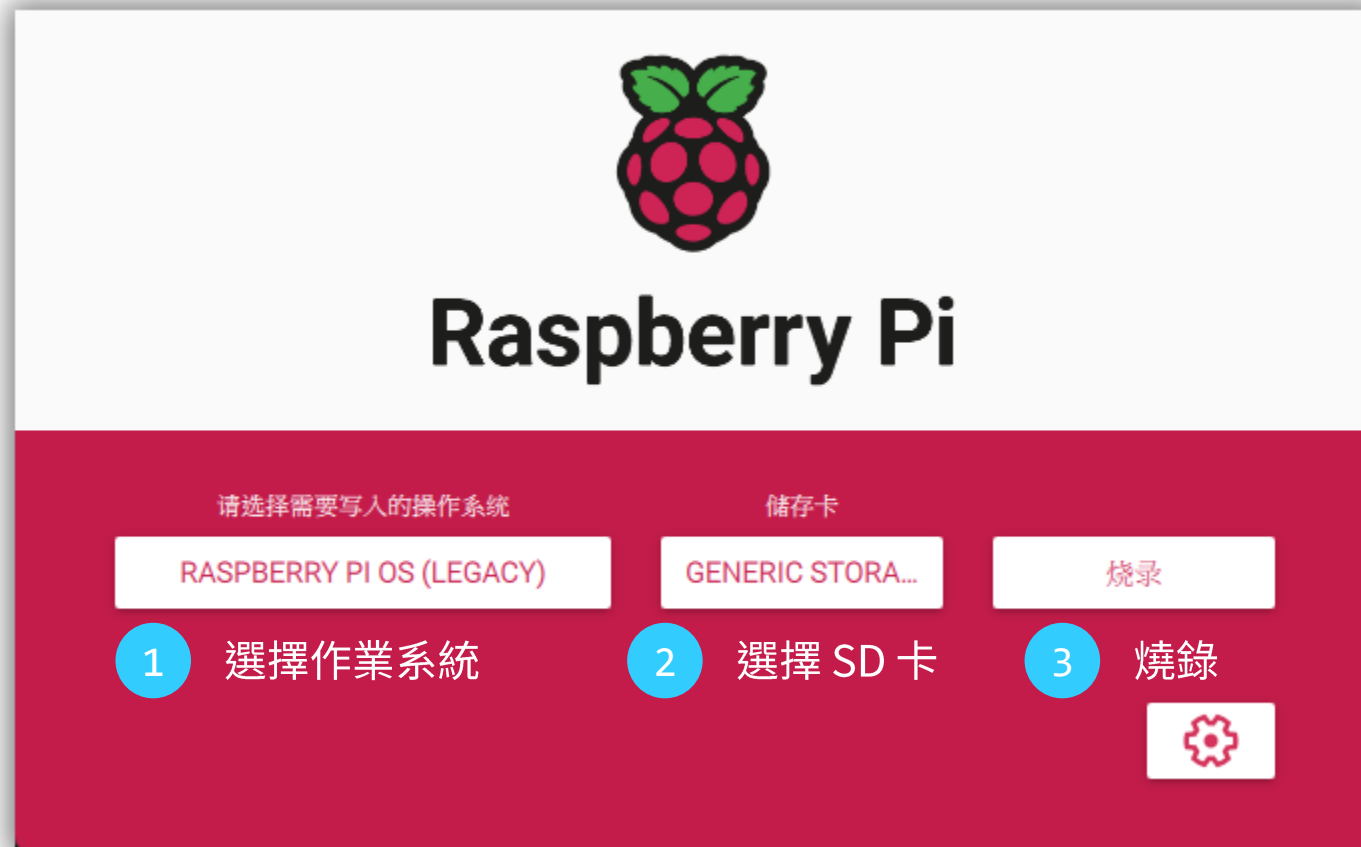 Raspberry Pi
请选择需要写入的操作系统
储存卡
RASPBERRY PI OS (LEGACY)
GENERIC STORA...
烧录
1 選擇作業系統
2 選擇 SD 卡
3 燒錄